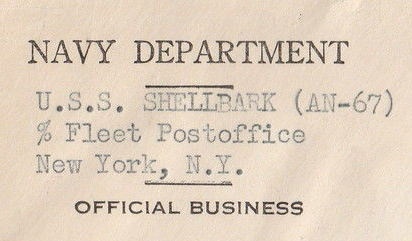 NAVY DEPARTMENT
U.S.S. SHELLBARK (AN-67)
% Fleet Postoffice
New York, N.Y.
OFFICIAL BUSINESS